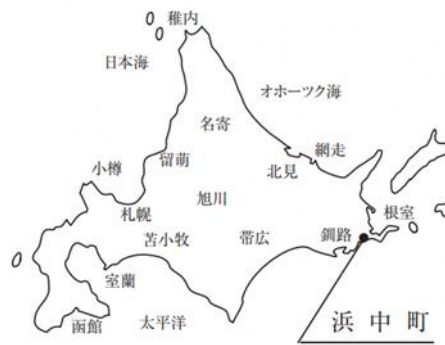 稚内
日本海
オホーツク海
名寄
網走
留萌
北見
小樽
旭川
根室
札幌
釧路
苫小牧
帯広
室蘭
函館
太平洋
浜中町